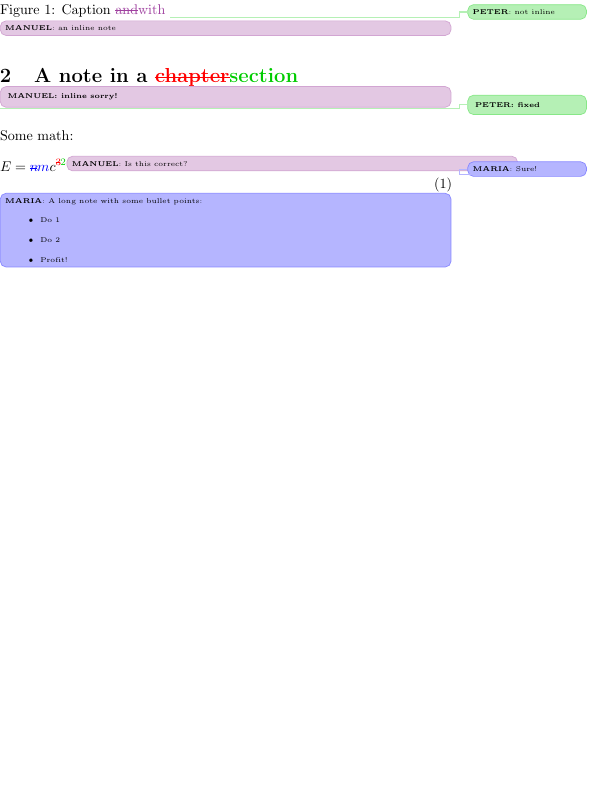 Figure 1: Caption andwith
PETER: not inline
MANUEL: an inline note
2 A note in a chaptersection
MANUEL: inline sorry!
PETER: fixed
Some math:
E = nmc³²
MANUEL: Is this correct?
MARIA: Sure!
(1)
MARIA: A long note with some bullet points:
• Do 1
• Do 2
• Profit!